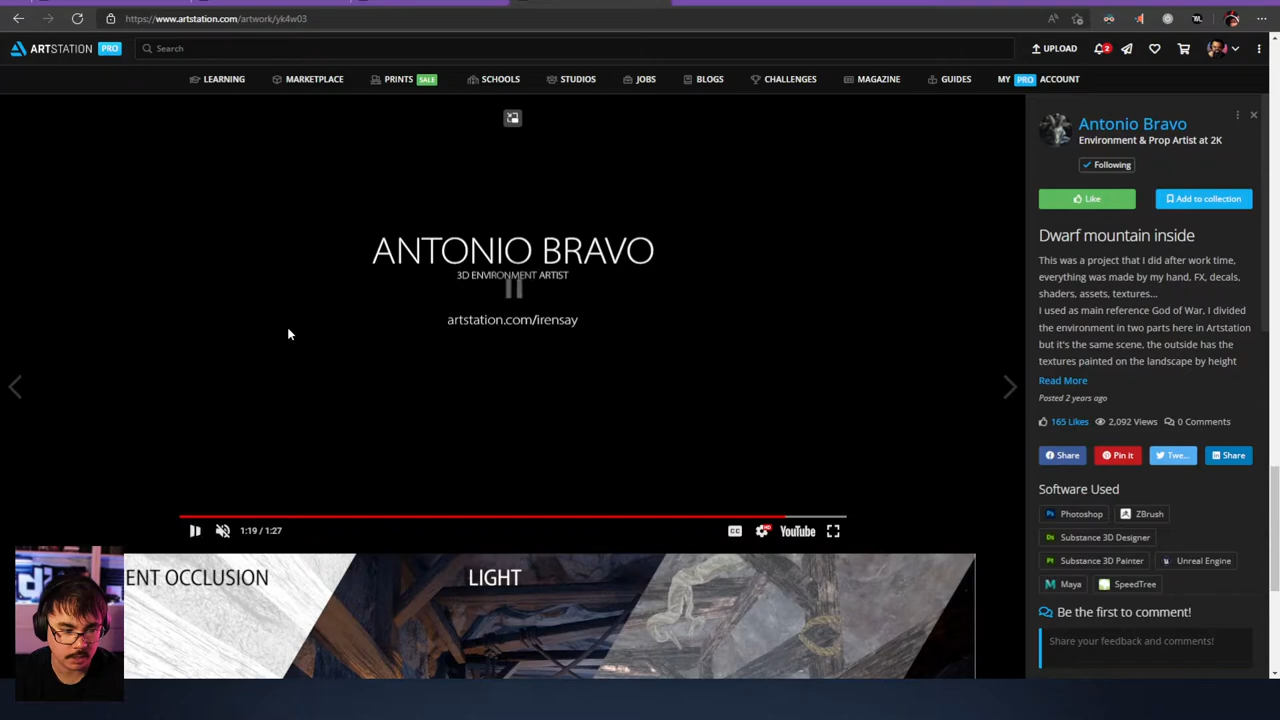 https://www.artstation.com/artwork/yk4w03
ARTSTATION PRO
Search
UPLOAD
2
LEARNING
MARKETPLACE
PRINTS SALE
SCHOOLS
STUDIOS
JOBS
BLOGS
CHALLENGES
MAGAZINE
GUIDES
MY PRO ACCOUNT
ANTONIO BRAVO
3D ENVIRONMENT ARTIST
artstation.com/irensay
1:19 / 1:27
CC
HD
YouTube
ENT OCCLUSION
LIGHT
Antonio Bravo
Environment & Prop Artist at 2K
Following
Like
Add to collection
Dwarf mountain inside
This was a project that I did after work time,
everything was made by my hand, FX, decals,
shaders, assets, textures...
I used as main reference God of War, I divided
the environment in two parts here in Artstation
but it's the same scene, the outside has the
textures painted on the landscape by height
Read More
Posted 2 years ago
165 Likes 2,092 Views 0 Comments
Share
Pin it
Twe...
Share
Software Used
Ps Photoshop
ZBrush
Ds Substance 3D Designer
Pt Substance 3D Painter
Unreal Engine
Maya
SpeedTree
Be the first to comment!
Share your feedback and comments!